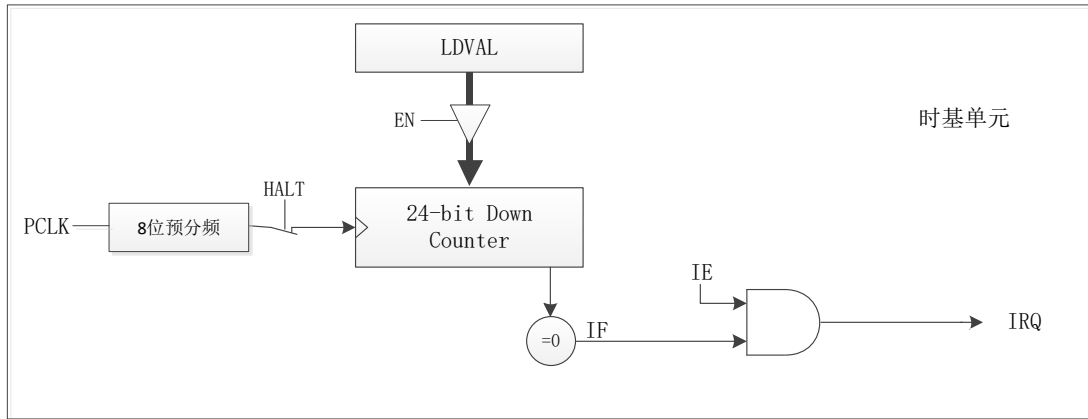 LDVAL
EN
时基单元
HALT
PCLK
8位预分频
24-bit Down
Counter
IE
=0
IF
IRQ